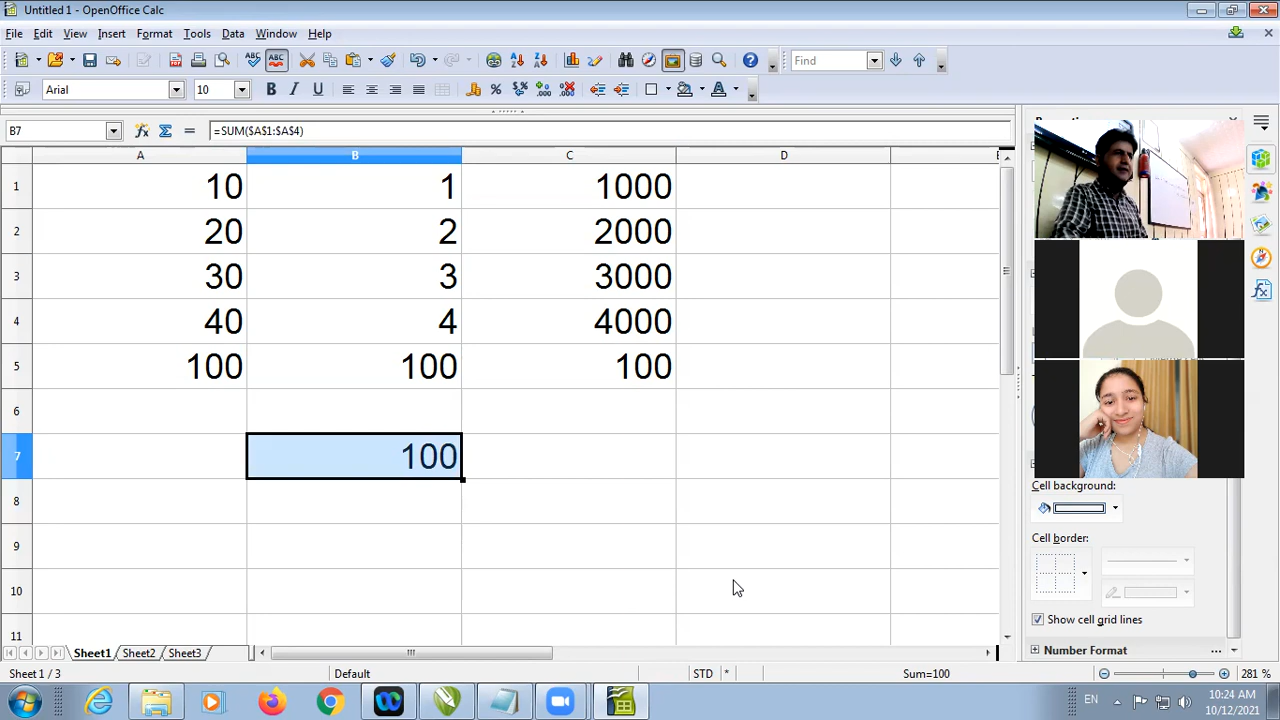 Untitled 1 - OpenOffice Calc
File Edit View Insert Format Tools Data Window Help
ABC ABC Find
Arial 10 B I U A
B7 =SUM($A$1:$A$4)
A B C D
1 10 1 1000
2 20 2 2000
3 30 3 3000
4 40 4 4000
5 100 100 100
6
7 100
8
9
10
11
Cell background:
Cell border:
Show cell grid lines
Number Format ...
Sheet1 Sheet2 Sheet3
Sheet 1 / 3 Default STD * Sum=100 281 %
EN 10:24 AM
10/12/2021